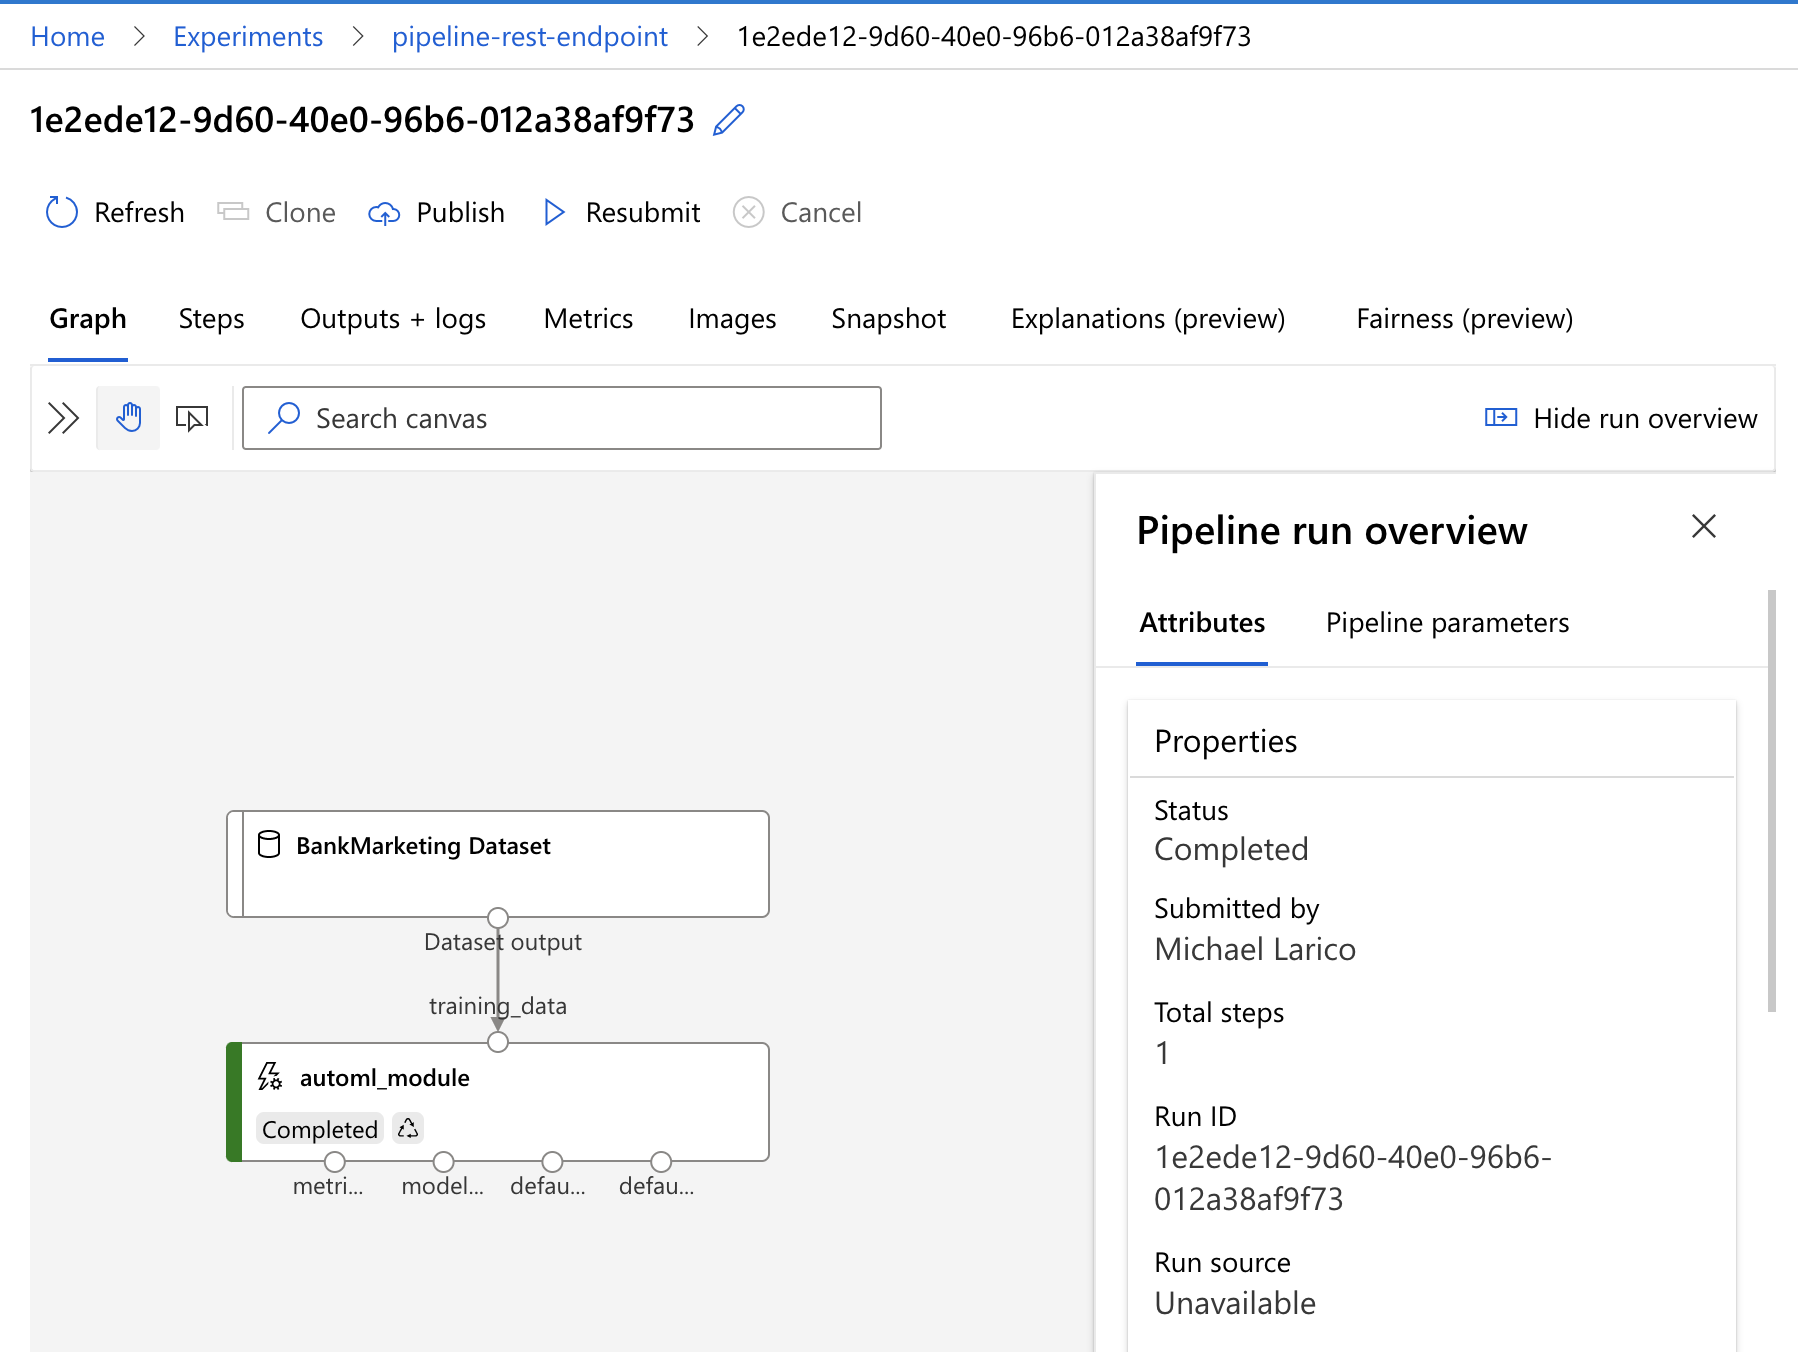 Home > Experiments > pipeline-rest-endpoint > 1e2ede12-9d60-40e0-96b6-012a38af9f73
1e2ede12-9d60-40e0-96b6-012a38af9f73
Refresh Clone Publish Resubmit Cancel
Graph Steps Outputs + logs Metrics Images Snapshot Explanations (preview) Fairness (preview)
Search canvas Hide run overview
BankMarketing Dataset
Dataset output
training_data
automl_module
Completed
metri... model... defau... defau...
Pipeline run overview
Attributes Pipeline parameters
Properties
Status
Completed
Submitted by
Michael Larico
Total steps
1
Run ID
1e2ede12-9d60-40e0-96b6-
012a38af9f73
Run source
Unavailable